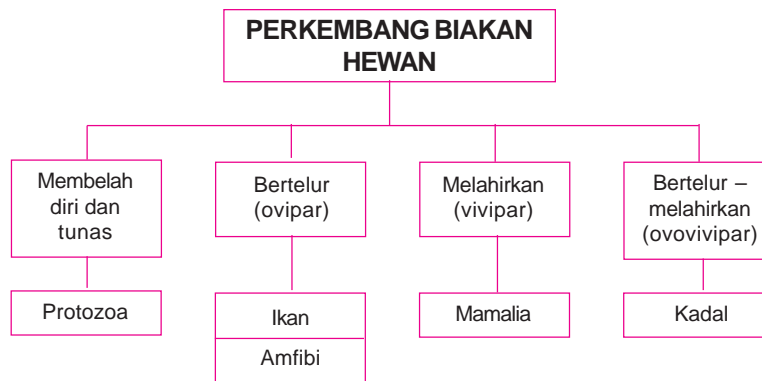 PERKEMBANG BIAKAN
HEWAN
Membelah
diri dan
tunas
Bertelur
(ovipar)
Melahirkan
(vivipar)
Bertelur –
melahirkan
(ovovivipar)
Protozoa
Ikan
Amfibi
Mamalia
Kadal